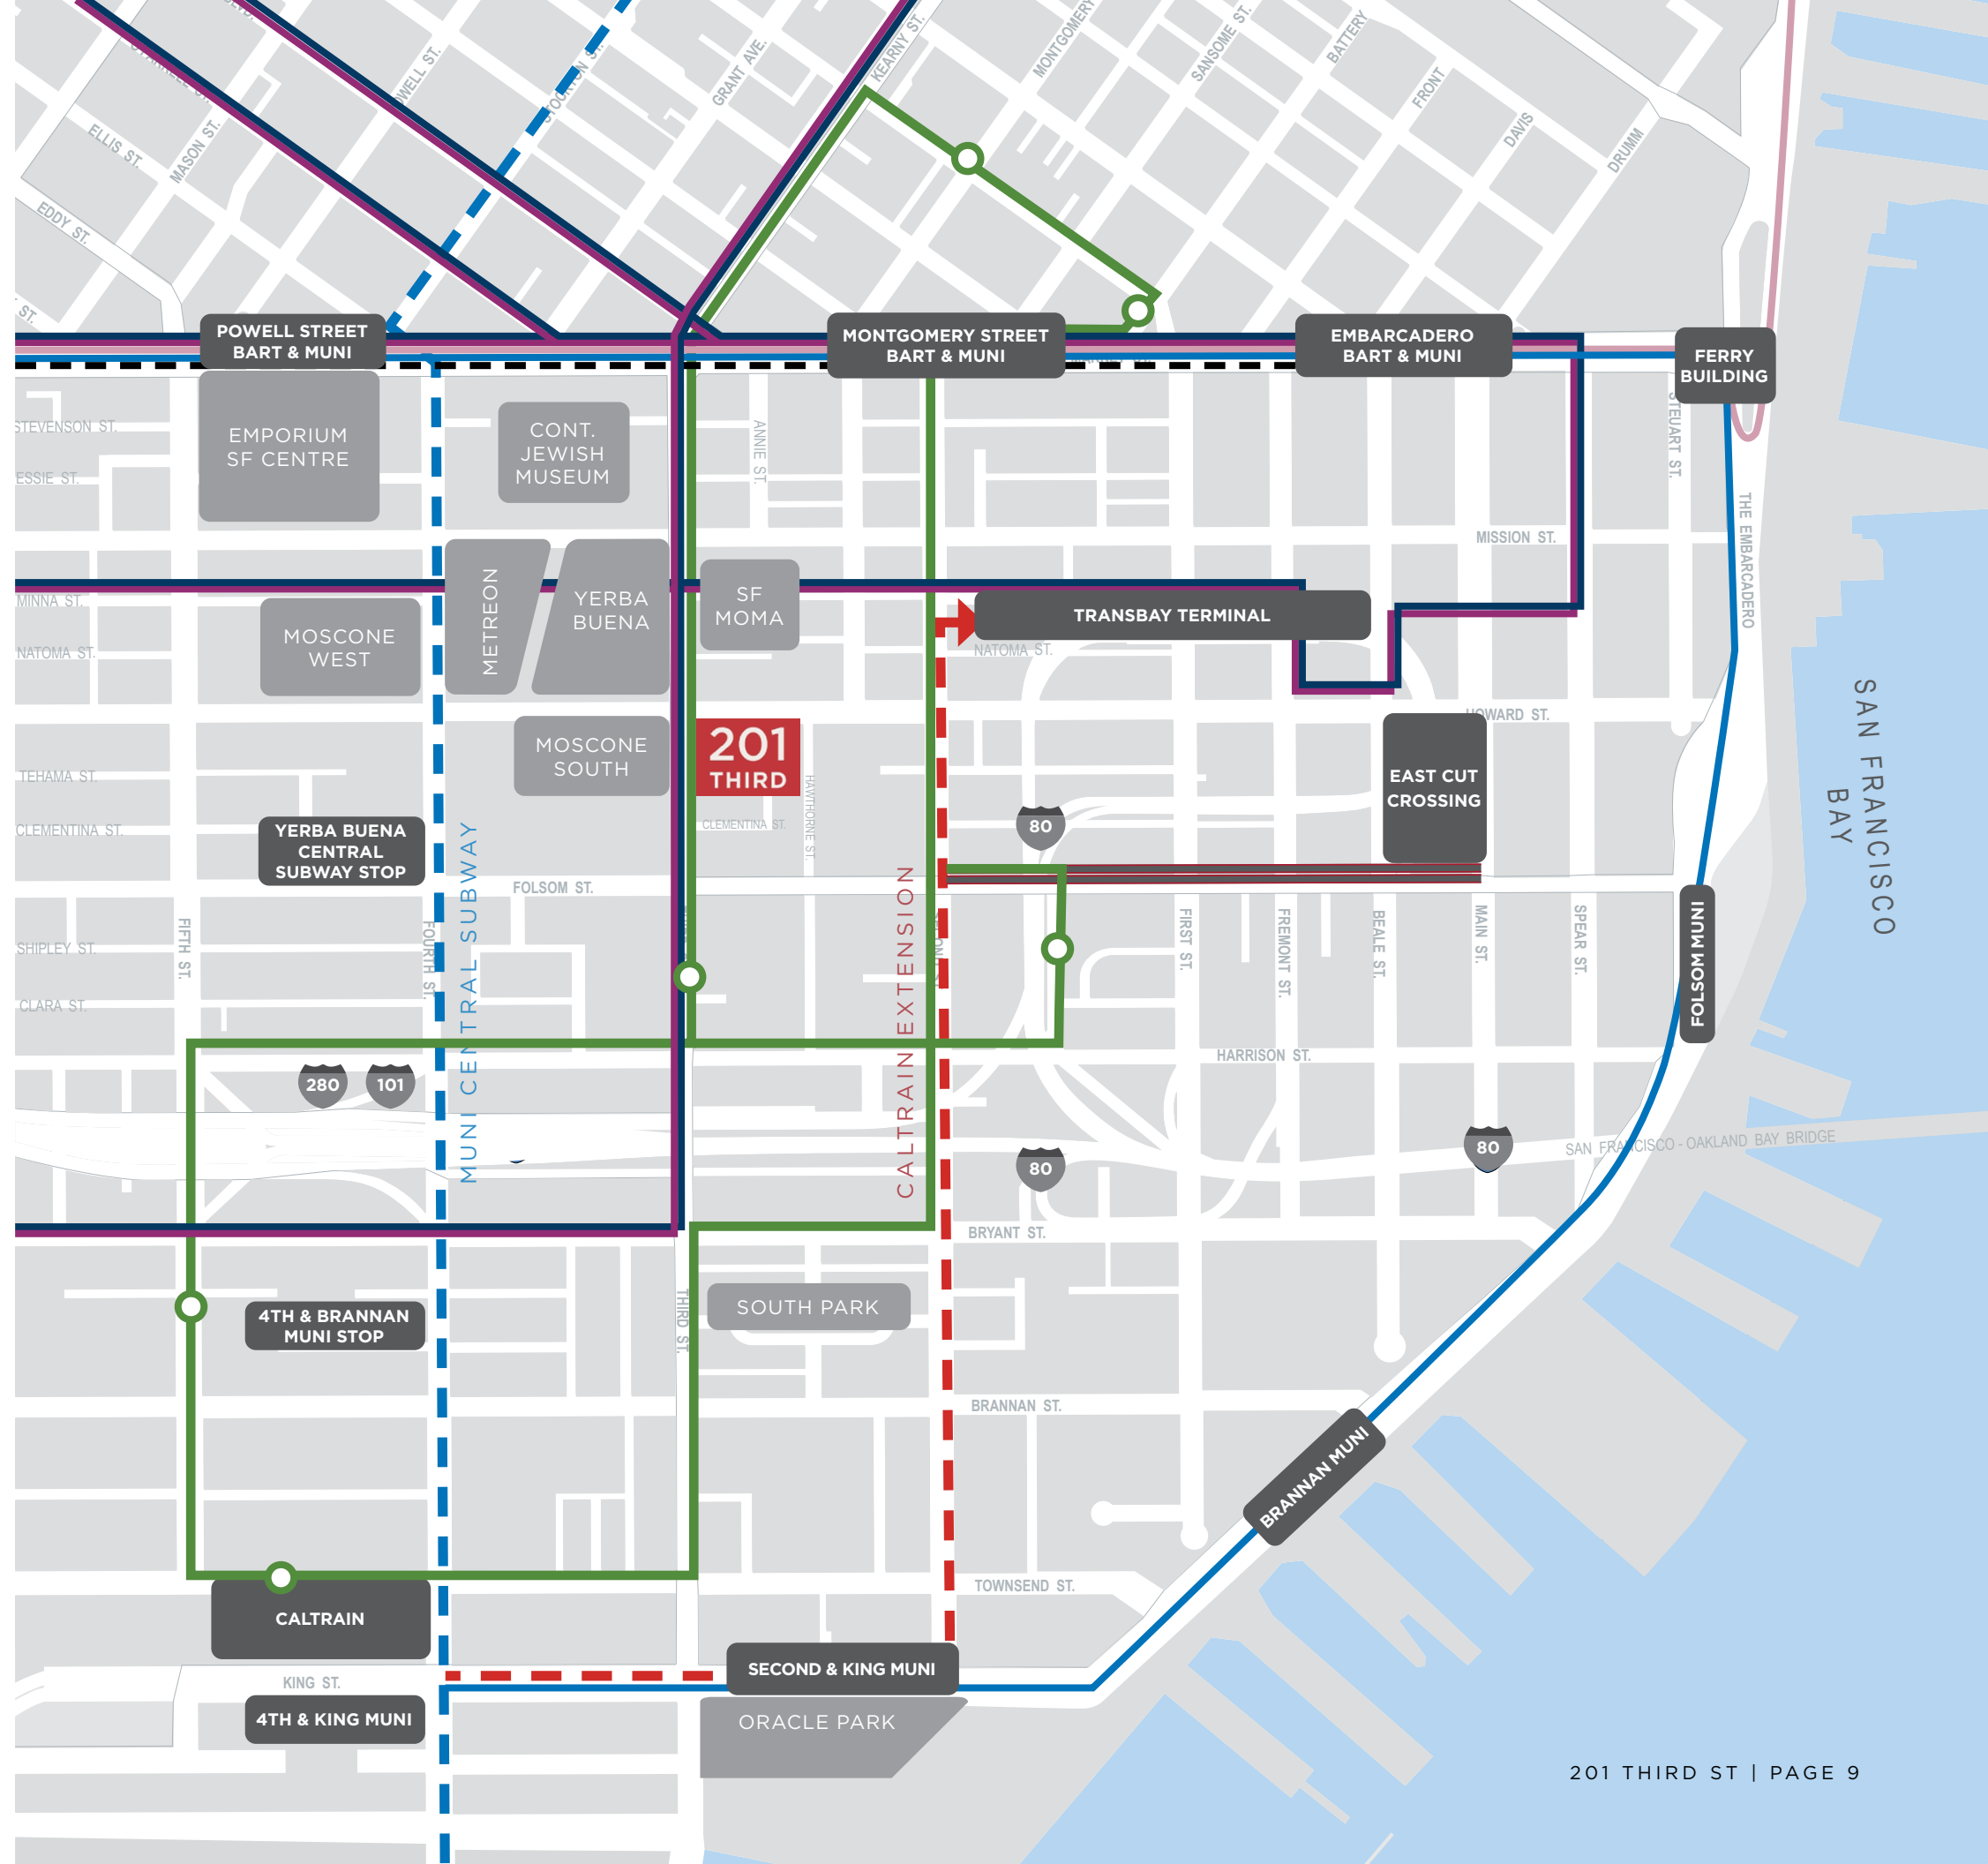 KEARNY ST.
MONTGOMERY
SANSOME ST.
BATTERY
FRONT
DAVIS
DRUMM
GRANT AVE.
ELLIS ST.
MASON ST.
EDDY ST.
ST.
POWELL STREET
BART & MUNI
MONTGOMERY STREET
BART & MUNI
EMBARCADERO
BART & MUNI
FERRY
BUILDING
STEVENSON ST.
EMPORIUM
SF CENTRE
CONT.
JEWISH
MUSEUM
ANNIE ST.
STEUART ST.
ESSIE ST.
THE EMBARCADERO
MISSION ST.
MINNA ST.
METREON
YERBA
BUENA
SF
MOMA
TRANSBAY TERMINAL
MOSCONE
WEST
NATOMA ST.
NATOMA ST.
HOWARD ST.
MOSCONE
SOUTH
201
THIRD
TEHAMA ST.
HAWTHORNE ST.
EAST CUT
CROSSING
SAN FRANCISCO
BAY
CLEMENTINA ST.
CLEMENTINA ST.
80
YERBA BUENA
CENTRAL
SUBWAY STOP
MUNI CENTRAL SUBWAY
CALTRAIN EXTENSION
FOLSOM ST.
FIFTH ST.
FOURTH ST.
FIRST ST.
FREMONT ST.
BEALE ST.
MAIN ST.
SPEAR ST.
FOLSOM MUNI
SHIPLEY ST.
CLARA ST.
HARRISON ST.
280
101
80
80
SAN FRANCISCO - OAKLAND BAY BRIDGE
BRYANT ST.
THIRD ST.
4TH & BRANNAN
MUNI STOP
SOUTH PARK
BRANNAN ST.
BRANNAN MUNI
TOWNSEND ST.
CALTRAIN
SECOND & KING MUNI
KING ST.
4TH & KING MUNI
ORACLE PARK
201 THIRD ST | PAGE 9